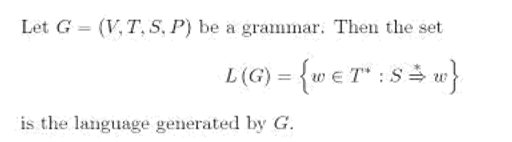 Let G = (V, T, S, P) be a grammar. Then the set
L (G) = {w ∈ T* : S ⇒* w}
is the language generated by G.